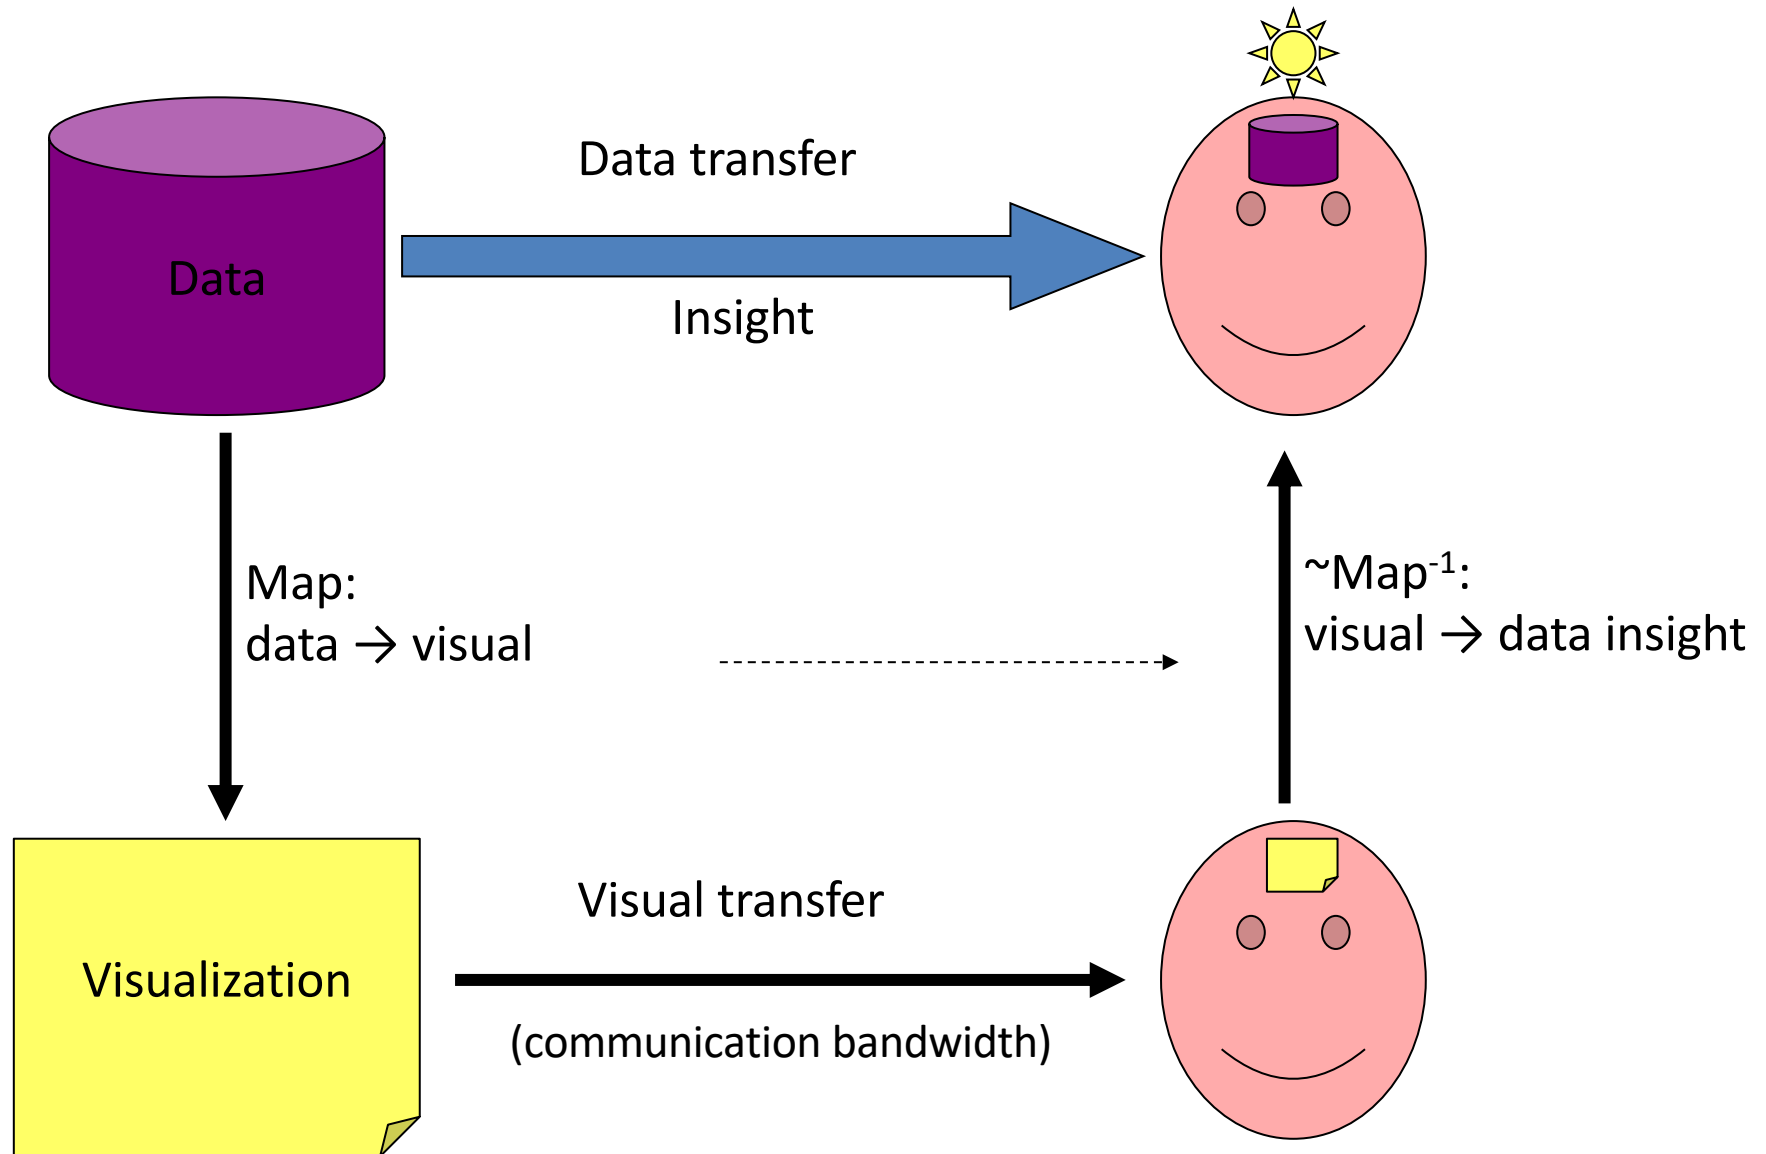 Data transfer
Data
Insight
Map:
data → visual
~Map⁻¹:
visual → data insight
Visual transfer
Visualization
(communication bandwidth)